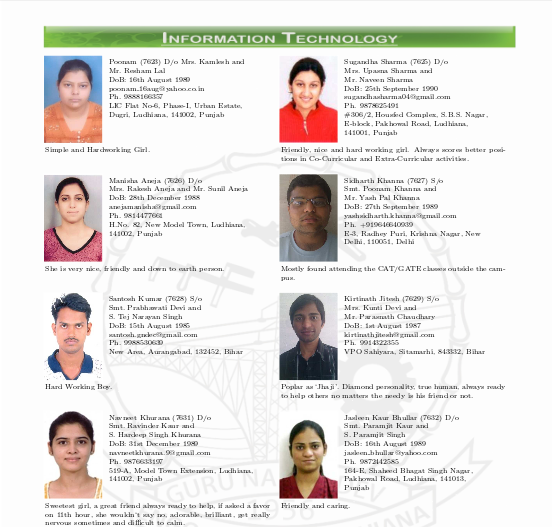 INFORMATION TECHNOLOGY
Poonam (7623) D/o Mrs. Kamlesh and
Mr. Resham Lal
DoB: 16th August 1989
poonam.16aug@yahoo.co.in
Ph. 9888166357
LIC Flat No-6, Phase-I, Urban Estate,
Dugri, Ludhiana, 141002, Punjab
Simple and Hardworking Girl.
Sugandha Sharma (7625) D/o
Mrs. Upasna Sharma and
Mr. Naveen Sharma
DoB: 25th September 1990
sugandhasharma04@gmail.com
Ph. 9878625491
#306/2, Housfed Complex, S.B.S. Nagar,
E-block, Pakhowal Road, Ludhiana,
141001, Punjab
Friendly, nice and hard working girl. Always scores better posi-
tions in Co-Curricular and Extra-Curricular activities.
Manisha Aneja (7626) D/o
Mrs. Rakesh Aneja and Mr. Sunil Aneja
DoB: 28th December 1988
anejamanisha@gmail.com
Ph. 9814477661
H.No. 82, New Model Town, Ludhiana,
141002, Punjab
She is very nice, friendly and down to earth person.
Sidharth Khanna (7627) S/o
Smt. Poonam Khanna and
Mr. Yash Pal Khanna
DoB: 27th September 1989
yashsidharth.khanna@gmail.com
Ph. +919646640939
E-3, Radhey Puri, Krishna Nagar, New
Delhi, 110051, Delhi
Mostly found attending the CAT/GATE classes outside the cam-
pus.
Santosh Kumar (7628) S/o
Smt. Prabhawati Devi and
S. Tej Narayan Singh
DoB: 15th August 1985
santosh.gndec@gmail.com
Ph. 9988530639
New Area, Aurangabad, 132452, Bihar
Hard Working Boy.
Kirtinath Jitesh (7629) S/o
Mrs. Kunti Devi and
Mr. Parasnath Chaudhary
DoB: 1st August 1987
kirtinathjitesh@gmail.com
Ph. 9914322355
VPO Sahiyara, Sitamarhi, 843332, Bihar
Poplar as 'Jhaji'. Diamond personality, true human, always ready
to help others no matters the needy is his friend or not.
Navneet Khurana (7631) D/o
Smt. Ravinder Kaur and
S. Hardeep Singh Khurana
DoB: 31st December 1989
navneetkhurana.9@gmail.com
Ph. 9876633197
519-A, Model Town Extension, Ludhiana,
141002, Punjab
Sweetest girl, a great friend always ready to help, if asked a favor
on 11th hour, she wouldn't say no, adorable, brilliant, get really
nervous sometimes and difficult to calm.
Jasleen Kaur Bhullar (7632) D/o
Smt. Paramjit Kaur and
S. Paramjit Singh
DoB: 16th August 1989
jasleen.bhullar@yahoo.com
Ph. 9872442585
164-E, Shaheed Bhagat Singh Nagar,
Pakhowal Road, Ludhiana, 141013,
Punjab
Friendly and caring.